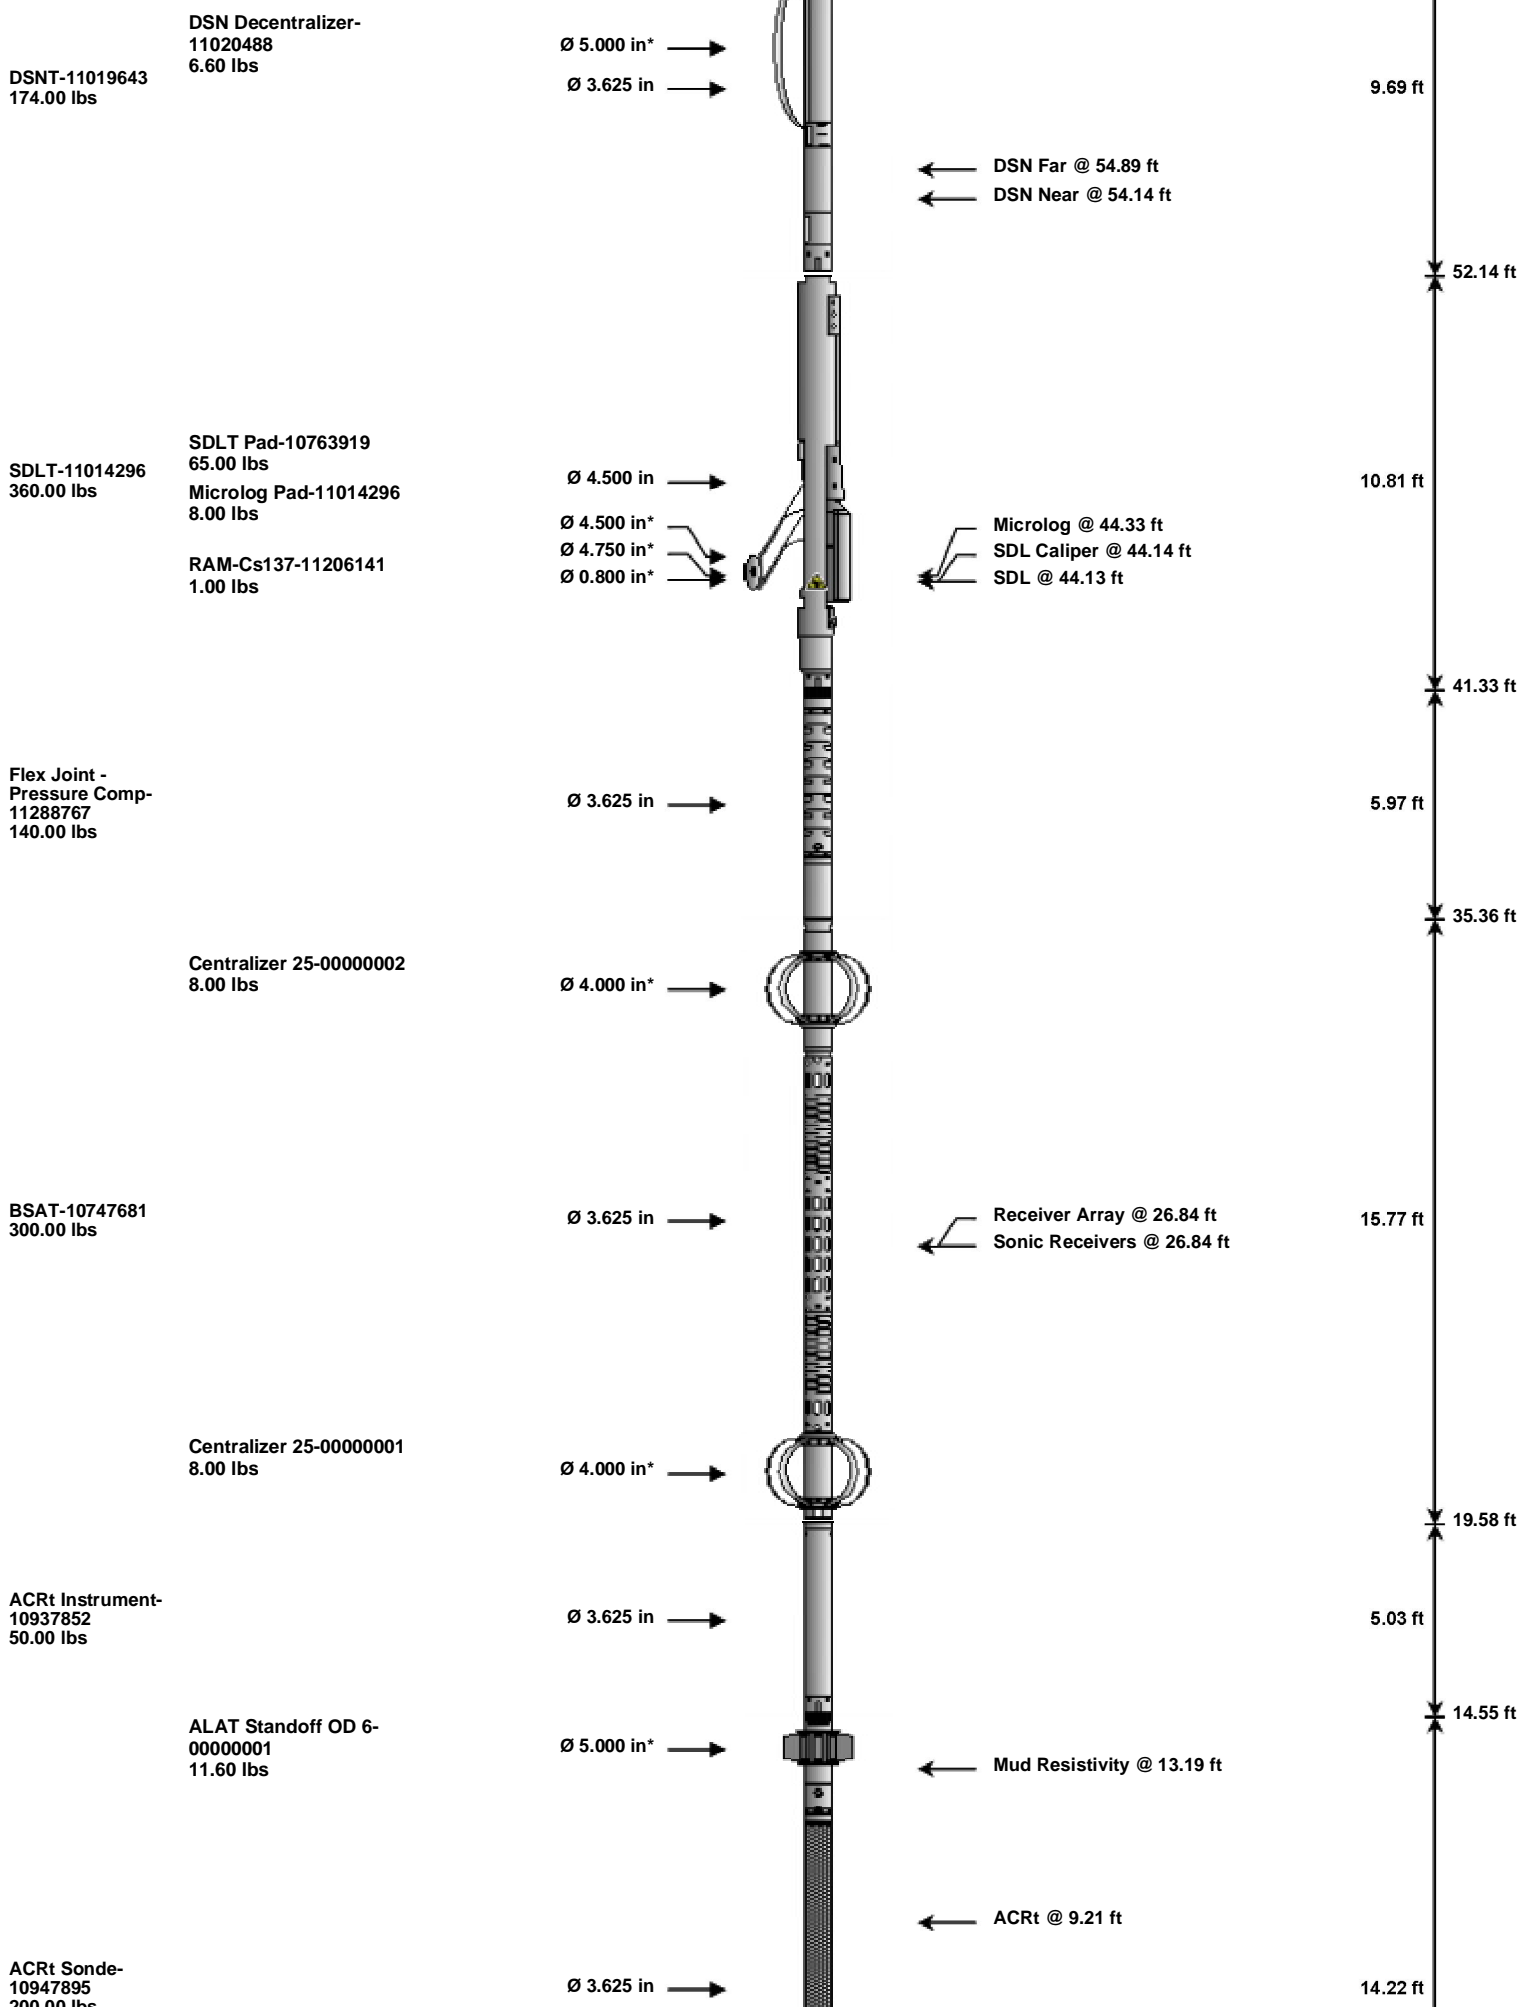 DSN Decentralizer-
11020488
6.60 lbs
DSNT-11019643
174.00 lbs
Ø 5.000 in*
Ø 3.625 in
9.69 ft
DSN Far @ 54.89 ft
DSN Near @ 54.14 ft
52.14 ft
SDLT-11014296
360.00 lbs
SDLT Pad-10763919
65.00 lbs
Microlog Pad-11014296
8.00 lbs
RAM-Cs137-11206141
1.00 lbs
Ø 4.500 in
Ø 4.500 in*
Ø 4.750 in*
Ø 0.800 in*
Microlog @ 44.33 ft
SDL Caliper @ 44.14 ft
SDL @ 44.13 ft
10.81 ft
41.33 ft
Flex Joint -
Pressure Comp-
11288767
140.00 lbs
Ø 3.625 in
5.97 ft
35.36 ft
Centralizer 25-00000002
8.00 lbs
Ø 4.000 in*
BSAT-10747681
300.00 lbs
Ø 3.625 in
Receiver Array @ 26.84 ft
Sonic Receivers @ 26.84 ft
15.77 ft
Centralizer 25-00000001
8.00 lbs
Ø 4.000 in*
19.58 ft
ACRt Instrument-
10937852
50.00 lbs
Ø 3.625 in
5.03 ft
14.55 ft
ALAT Standoff OD 6-
00000001
11.60 lbs
Ø 5.000 in*
Mud Resistivity @ 13.19 ft
ACRt @ 9.21 ft
ACRt Sonde-
10947895
200.00 lbs
Ø 3.625 in
14.22 ft